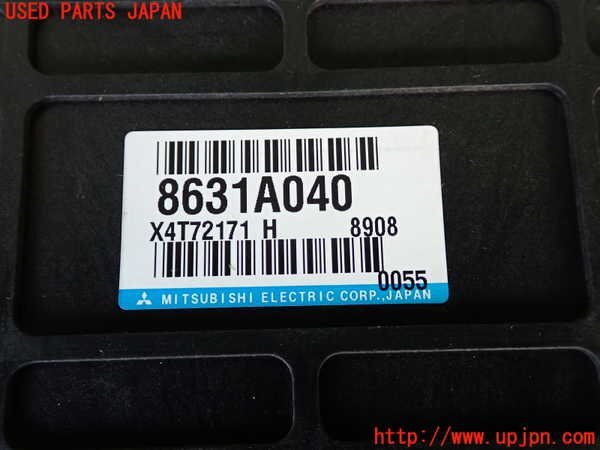 USED PARTS JAPAN
8631A040
X4T72171 H 8908
0055
MITSUBISHI ELECTRIC CORP.,JAPAN
http://www.upjpn.com/